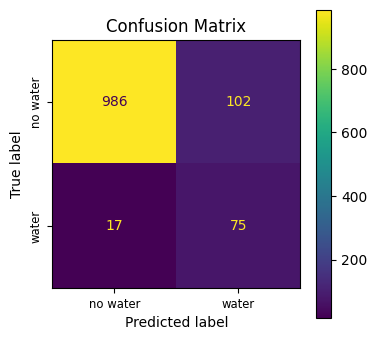 Confusion Matrix
True label
no water
986
102
water
17
75
no water
water
Predicted label
800
600
400
200